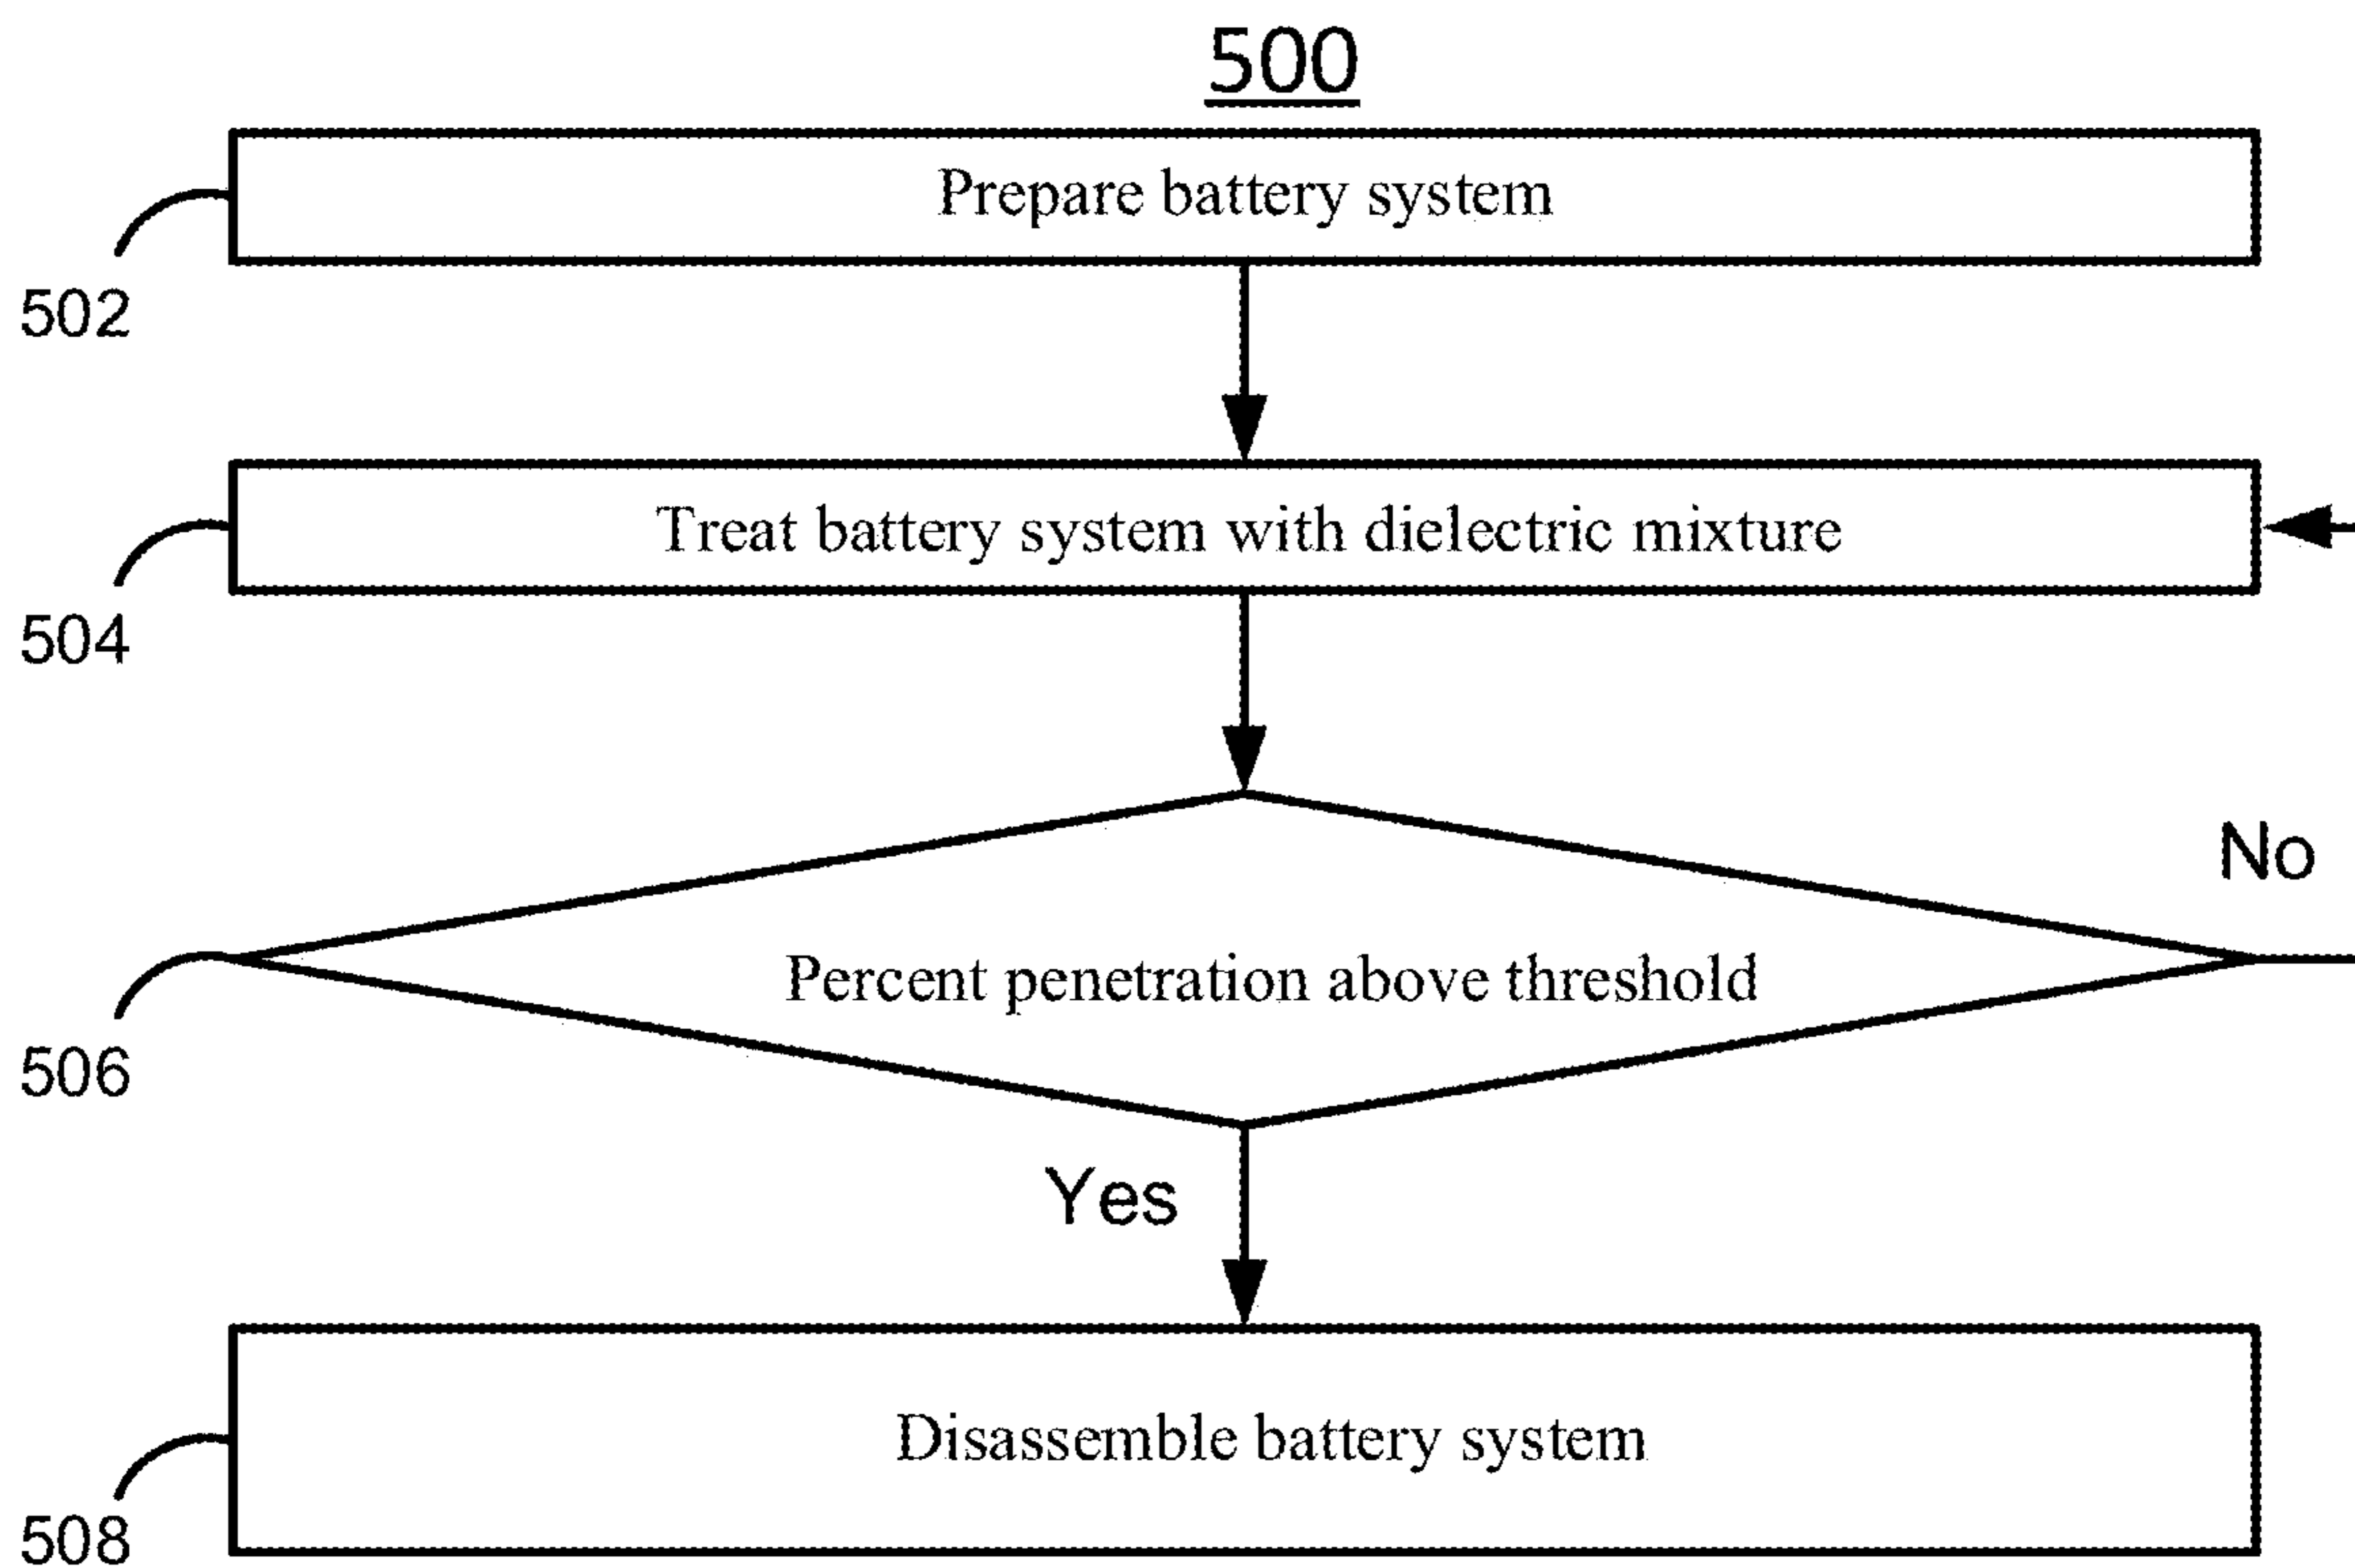 500
Prepare battery system
502
Treat battery system with dielectric mixture
504
No
Percent penetration above threshold
506
Yes
Disassemble battery system
508